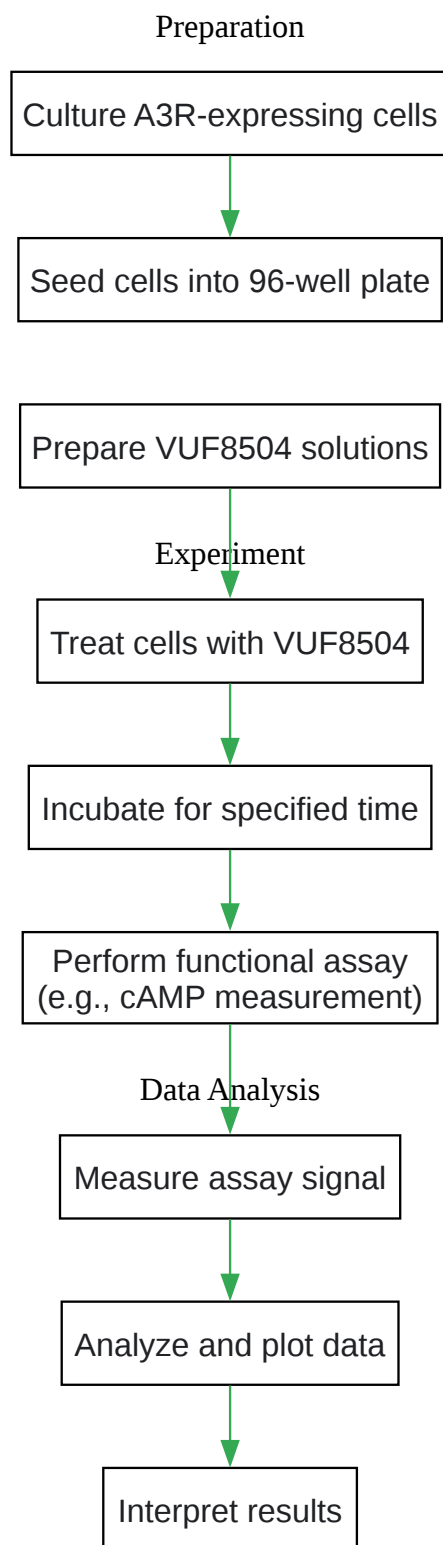 Preparation
Culture A3R-expressing cells
Seed cells into 96-well plate
Prepare VUF8504 solutions
Experiment
Treat cells with VUF8504
Incubate for specified time
Perform functional assay
(e.g., cAMP measurement)
Data Analysis
Measure assay signal
Analyze and plot data
Interpret results